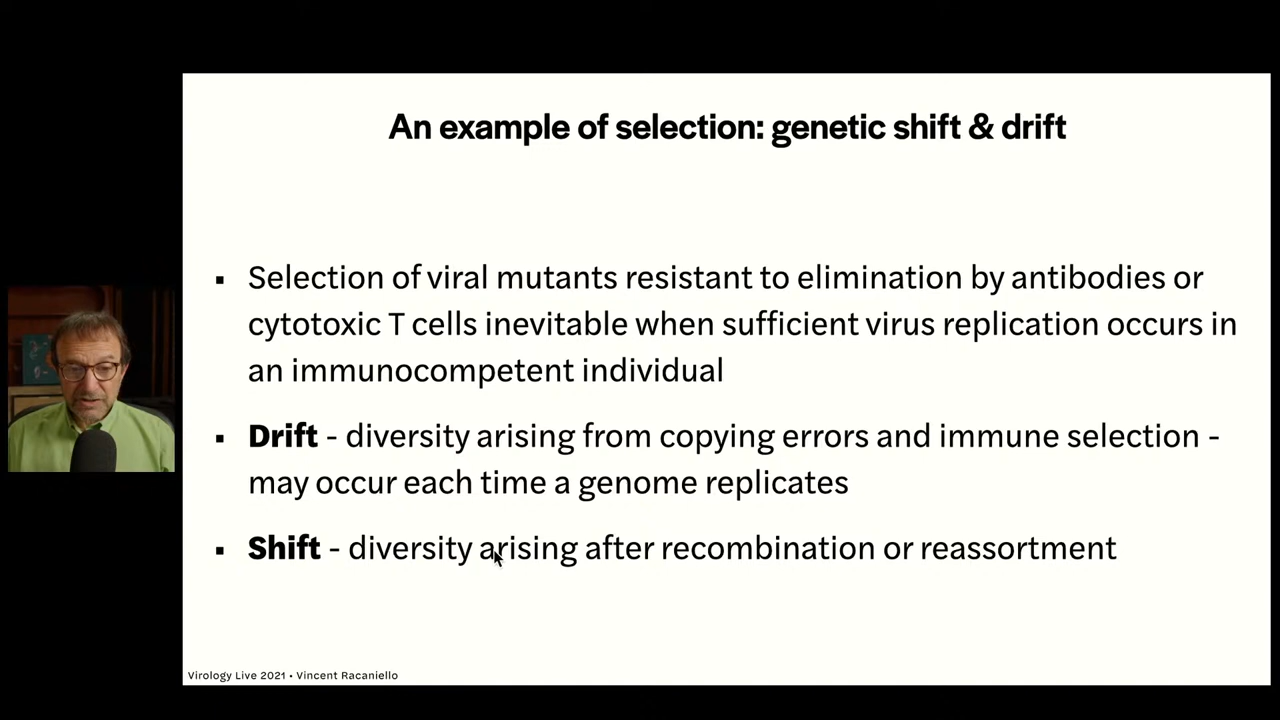 An example of selection: genetic shift & drift
▪ Selection of viral mutants resistant to elimination by antibodies or
cytotoxic T cells inevitable when sufficient virus replication occurs in
an immunocompetent individual
▪ Drift - diversity arising from copying errors and immune selection -
may occur each time a genome replicates
▪ Shift - diversity arising after recombination or reassortment
Virology Live 2021 • Vincent Racaniello